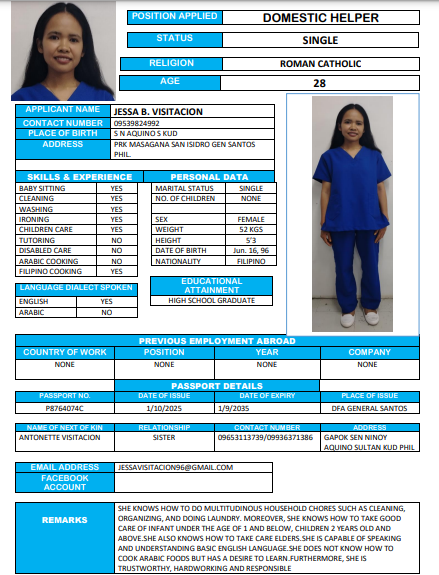 POSITION APPLIED DOMESTIC HELPER
STATUS SINGLE
RELIGION ROMAN CATHOLIC
AGE 28
APPLICANT NAME JESSA B. VISITACION
CONTACT NUMBER 09539824992
PLACE OF BIRTH S N AQUINO S KUD
ADDRESS PRK MASAGANA SAN ISIDRO GEN SANTOS
PHIL.
SKILLS & EXPERIENCE
BABY SITTING YES
CLEANING YES
WASHING YES
IRONING YES
CHILDREN CARE YES
TUTORING NO
DISABLED CARE NO
ARABIC COOKING NO
FILIPINO COOKING YES
PERSONAL DATA
MARITAL STATUS SINGLE
NO. OF CHILDREN NONE
SEX FEMALE
WEIGHT 52 KGS
HEIGHT 5'3
DATE OF BIRTH Jun. 16, 96
NATIONALITY FILIPINO
LANGUAGE DIALECT SPOKEN
ENGLISH YES
ARABIC NO
EDUCATIONAL
ATTAINMENT
HIGH SCHOOL GRADUATE
PREVIOUS EMPLOYMENT ABROAD
COUNTRY OF WORK POSITION YEAR COMPANY
NONE NONE NONE NONE
PASSPORT DETAILS
PASSPORT NO. DATE OF ISSUE DATE OF EXPIRY PLACE OF ISSUE
P8764074C 1/10/2025 1/9/2035 DFA GENERAL SANTOS
NAME OF NEXT OF KIN RELATIONSHIP CONTACT NUMBER ADDRESS
ANTONETTE VISITACION SISTER 09653113739/09936371386 GAPOK SEN NINOY
AQUINO SULTAN KUD PHIL
EMAIL ADDRESS JESSAVISITACION96@GMAIL.COM
FACEBOOK
ACCOUNT
REMARKS
SHE KNOWS HOW TO DO MULTITUDINOUS HOUSEHOLD CHORES SUCH AS CLEANING,
ORGANIZING, AND DOING LAUNDRY. MOREOVER, SHE KNOWS HOW TO TAKE GOOD
CARE OF INFANT UNDER THE AGE OF 1 AND BELOW, CHILDREN 2 YEARS OLD AND
ABOVE.SHE ALSO KNOWS HOW TO TAKE CARE ELDERS.SHE IS CAPABLE OF SPEAKING
AND UNDERSTANDING BASIC ENGLISH LANGUAGE.SHE DOES NOT KNOW HOW TO
COOK ARABIC FOODS BUT HAS A DESIRE TO LEARN.FURTHERMORE, SHE IS
TRUSTWORTHY, HARDWORKING AND RESPONSIBLE